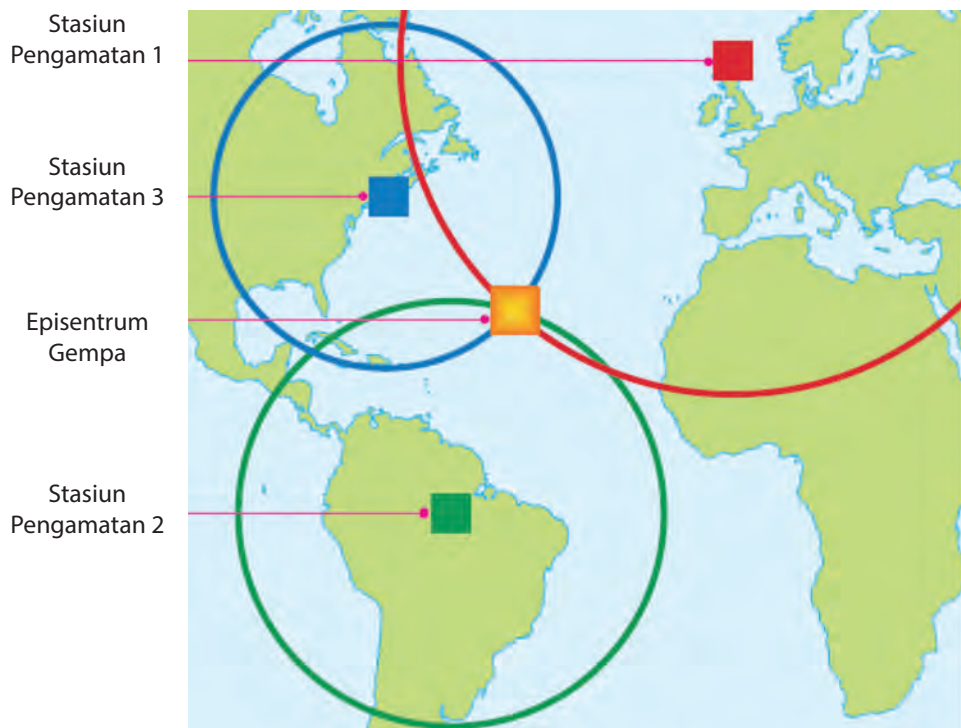 Stasiun
Pengamatan 1
Stasiun
Pengamatan 3
Episentrum
Gempa
Stasiun
Pengamatan 2